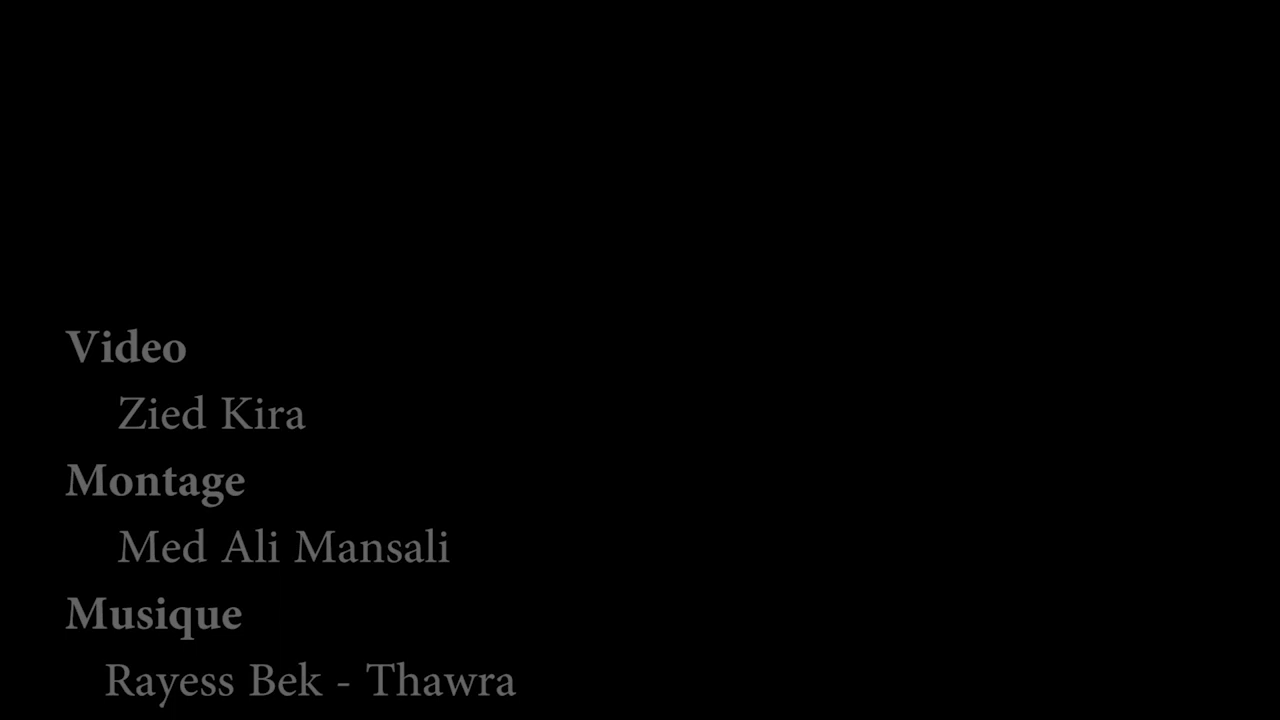 Video
Zied Kira
Montage
Med Ali Mansali
Musique
Rayess Bek - Thawra